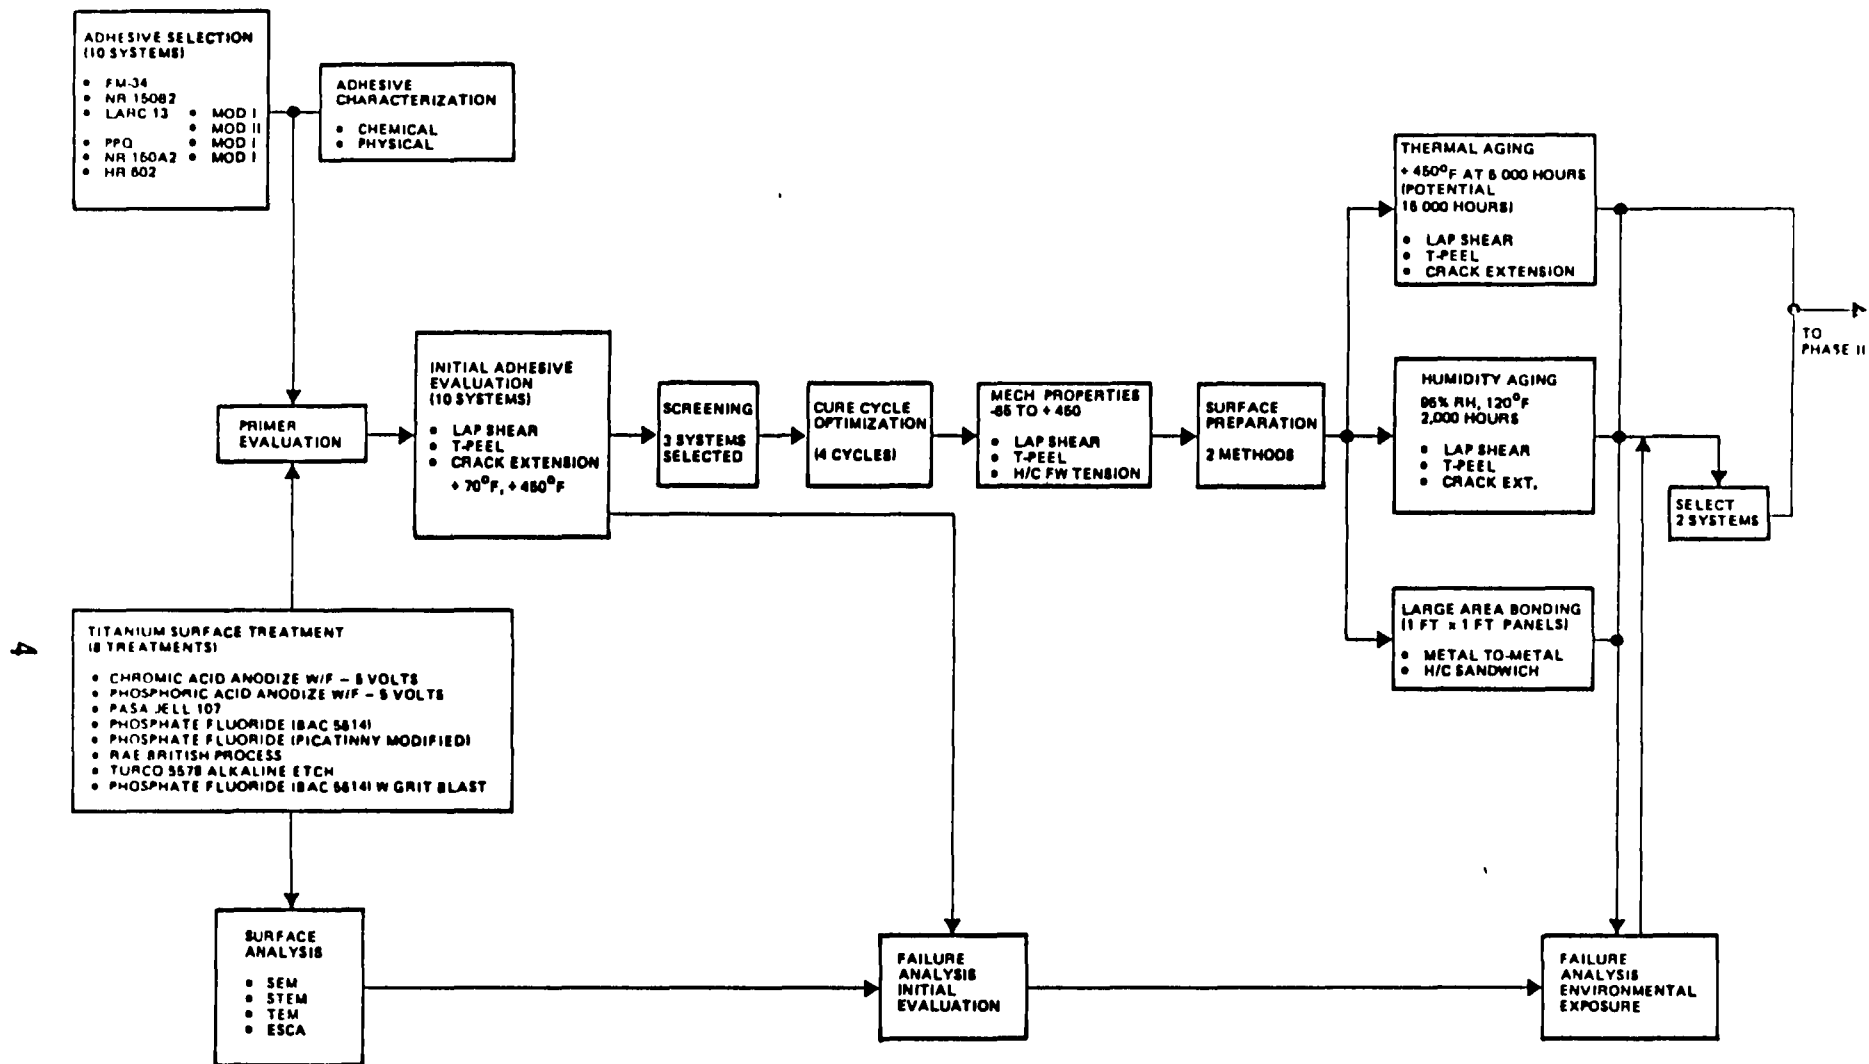 ADHESIVE SELECTION
(10 SYSTEMS)
• FM-34
• NR 150B2
• LARC 13 • MOD I
• MOD II
• PPQ • MOD I
• NR 150A2 • MOD I
• HR 602
ADHESIVE
CHARACTERIZATION
• CHEMICAL
• PHYSICAL
PRIMER
EVALUATION
INITIAL ADHESIVE
EVALUATION
(10 SYSTEMS)
• LAP SHEAR
• T-PEEL
• CRACK EXTENSION
+ 70°F, + 450°F
SCREENING
3 SYSTEMS
SELECTED
CURE CYCLE
OPTIMIZATION
(4 CYCLES)
MECH PROPERTIES
-65 TO + 450
• LAP SHEAR
• T-PEEL
• H/C FW TENSION
SURFACE
PREPARATION
2 METHODS
THERMAL AGING
+ 450°F AT 5 000 HOURS
(POTENTIAL
15 000 HOURS)
• LAP SHEAR
• T-PEEL
• CRACK EXTENSION
HUMIDITY AGING
95% RH, 120°F
2,000 HOURS
• LAP SHEAR
• T-PEEL
• CRACK EXT.
LARGE AREA BONDING
(1 FT x 1 FT PANELS)
• METAL TO-METAL
• H/C SANDWICH
SELECT
2 SYSTEMS
TO
PHASE II
TITANIUM SURFACE TREATMENT
(8 TREATMENTS)
• CHROMIC ACID ANODIZE W/F – 5 VOLTS
• PHOSPHORIC ACID ANODIZE W/F – 5 VOLTS
• PASA JELL 107
• PHOSPHATE FLUORIDE (BAC 5514)
• PHOSPHATE FLUORIDE (PICATINNY MODIFIED)
• RAE BRITISH PROCESS
• TURCO 5578 ALKALINE ETCH
• PHOSPHATE FLUORIDE (BAC 5514) W GRIT BLAST
SURFACE
ANALYSIS
• SEM
• STEM
• TEM
• ESCA
FAILURE
ANALYSIS
INITIAL
EVALUATION
FAILURE
ANALYSIS
ENVIRONMENTAL
EXPOSURE
4